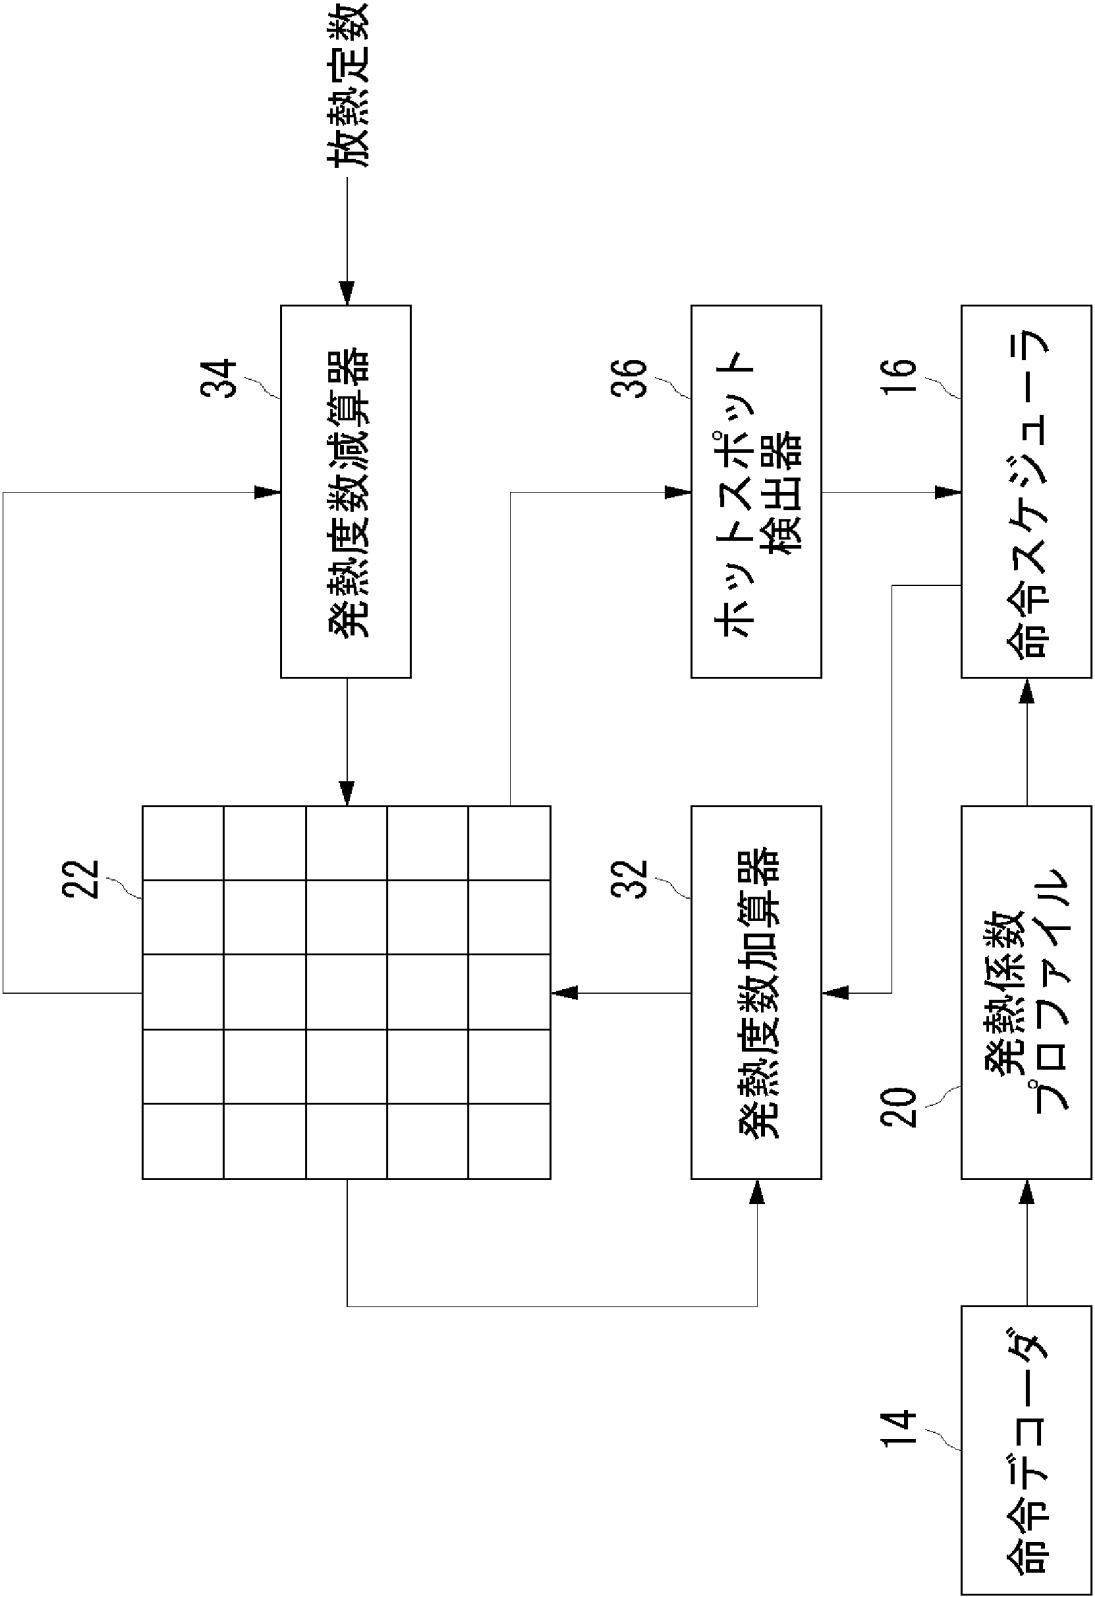 22
34
発熱度数減算器
放熱定数
32
発熱度数加算器
36
ホットスポット
検出器
14
命令デコーダ
20
発熱係数
プロファイル
16
命令スケジューラ